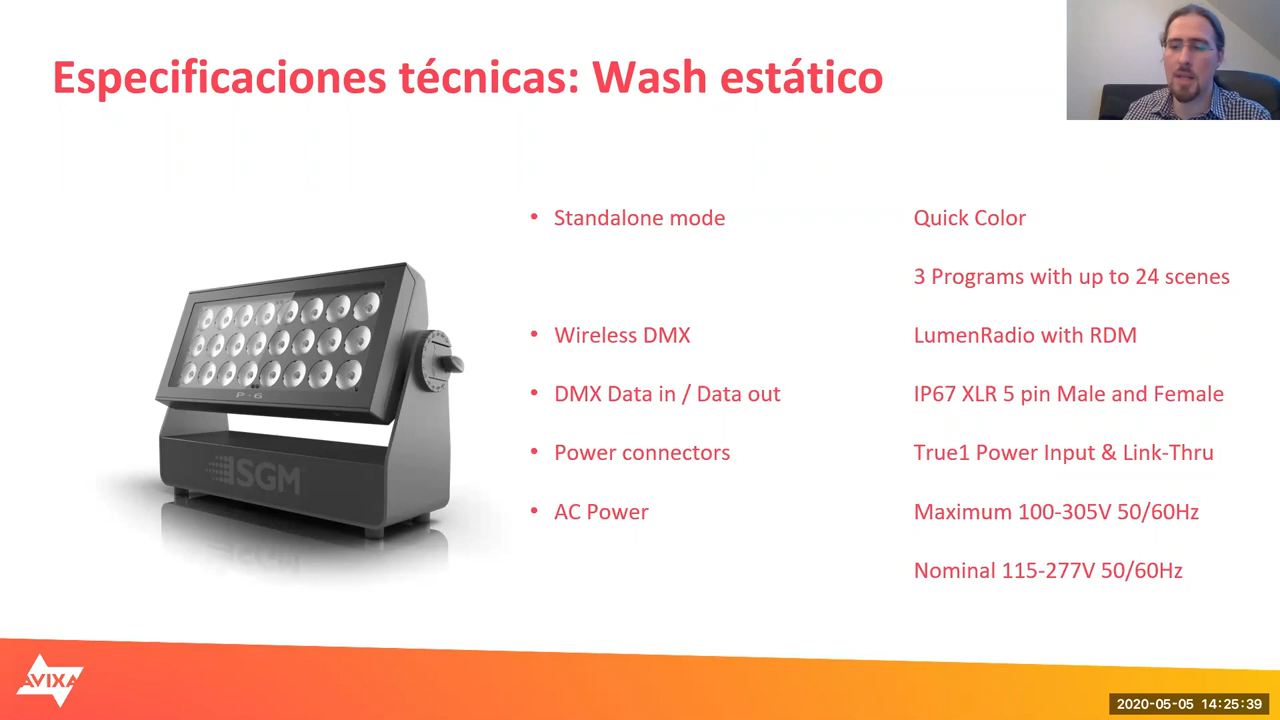 Especificaciones técnicas: Wash estático
• Standalone mode Quick Color
3 Programs with up to 24 scenes
• Wireless DMX LumenRadio with RDM
• DMX Data in / Data out IP67 XLR 5 pin Male and Female
• Power connectors True1 Power Input & Link-Thru
• AC Power Maximum 100-305V 50/60Hz
Nominal 115-277V 50/60Hz
P-6
SGM
AVIXA
2020-05-05 14:25:39